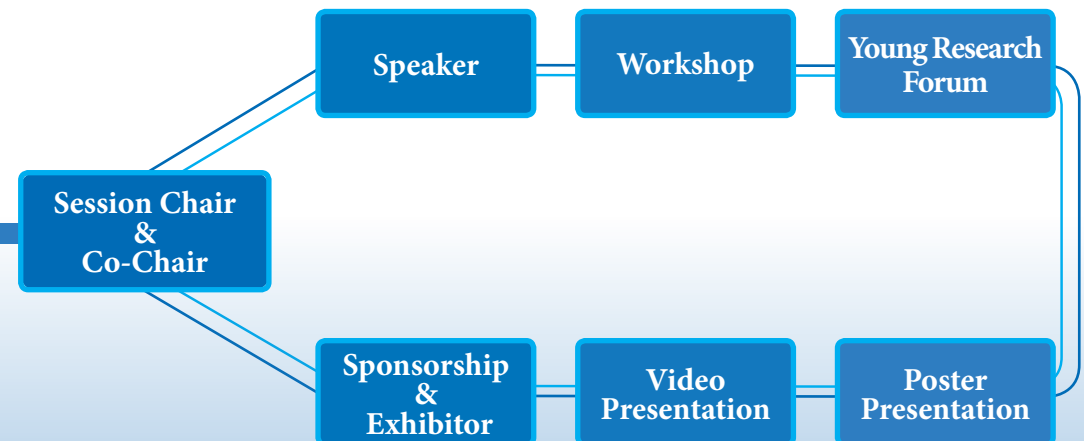 Speaker
Workshop
Young Research
Forum
Session Chair
&
Co-Chair
Sponsorship
&
Exhibitor
Video
Presentation
Poster
Presentation